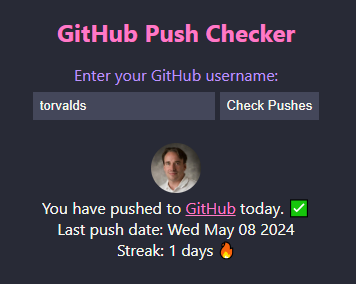 GitHub Push Checker
Enter your GitHub username:
torvalds Check Pushes
You have pushed to GitHub today. ✅
Last push date: Wed May 08 2024
Streak: 1 days 🔥